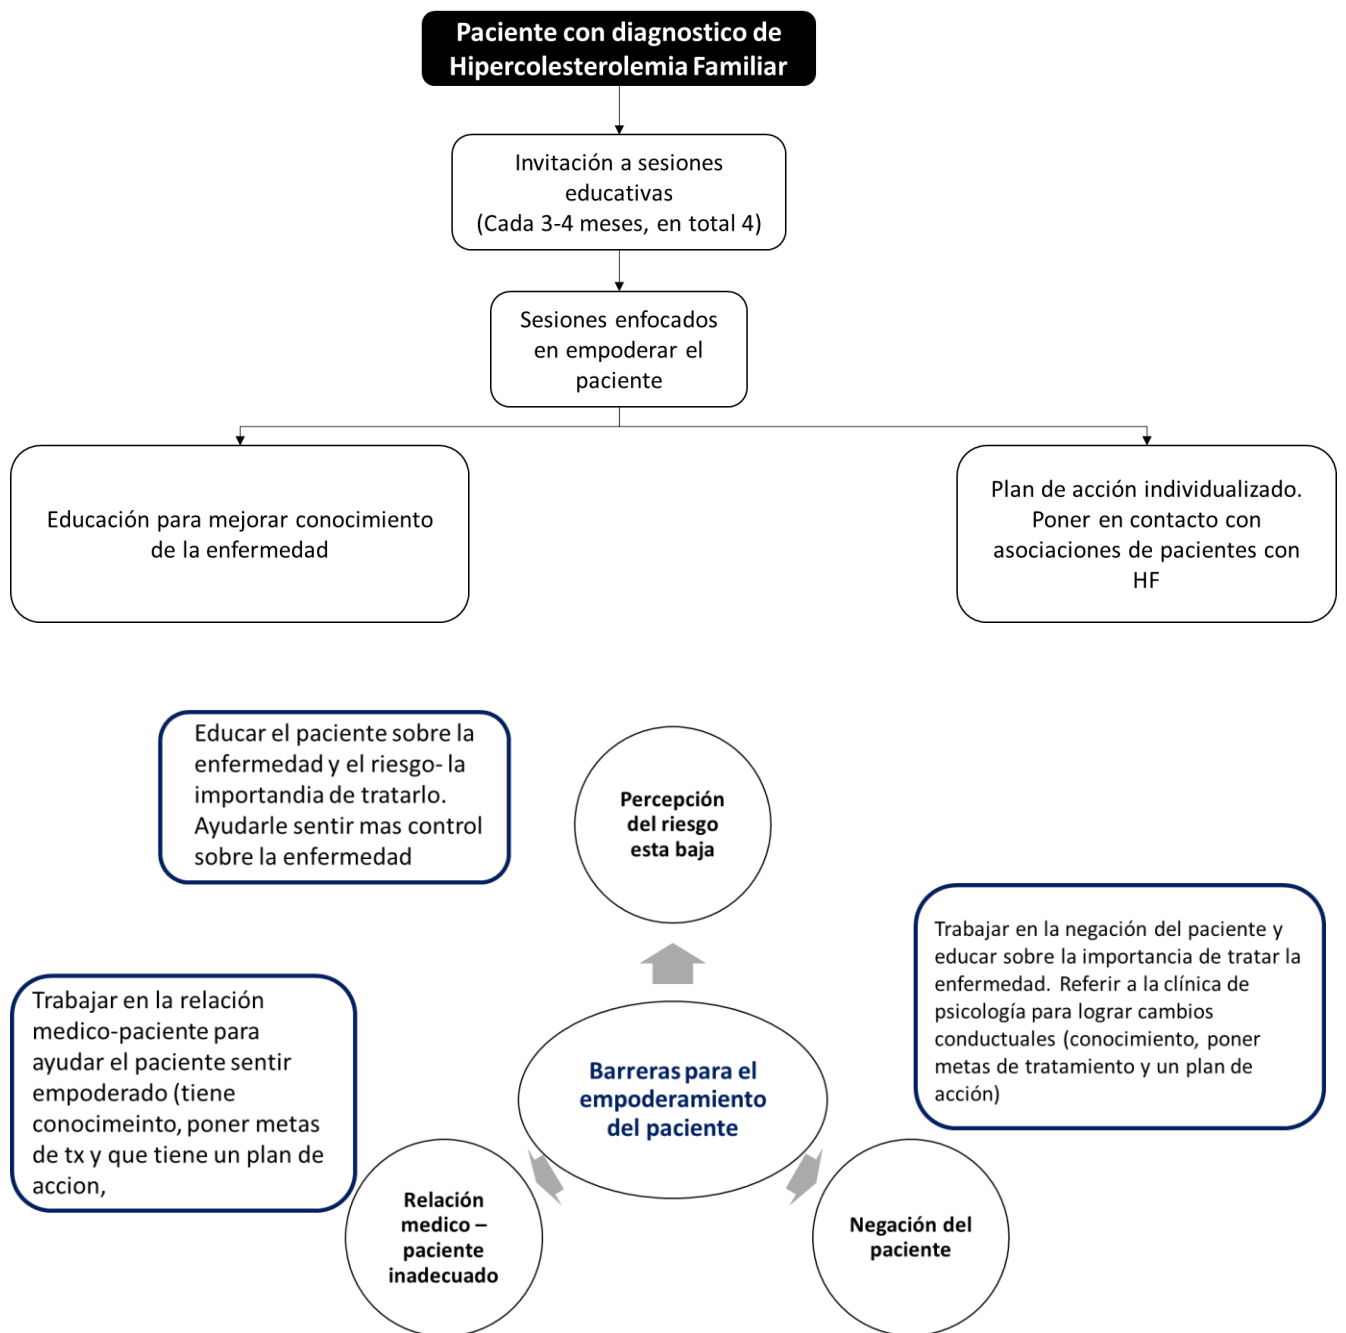 Paciente con diagnostico de
Hipercolesterolemia Familiar
Invitación a sesiones
educativas
(Cada 3-4 meses, en total 4)
Sesiones enfocados
en empoderar el
paciente
Educación para mejorar conocimiento
de la enfermedad
Plan de acción individualizado.
Poner en contacto con
asociaciones de pacientes con
HF
Educar el paciente sobre la
enfermedad y el riesgo- la
importandia de tratarlo.
Ayudarle sentir mas control
sobre la enfermedad
Percepción
del riesgo
esta baja
Trabajar en la negación del paciente y
educar sobre la importancia de tratar la
enfermedad. Referir a la clínica de
psicología para lograr cambios
conductuales (conocimiento, poner
metas de tratamiento y un plan de
acción)
Trabajar en la relación
medico-paciente para
ayudar el paciente sentir
empoderado (tiene
conocimeinto, poner metas
de tx y que tiene un plan de
accion,
Barreras para el
empoderamiento
del paciente
Relación
medico –
paciente
inadecuado
Negación del
paciente